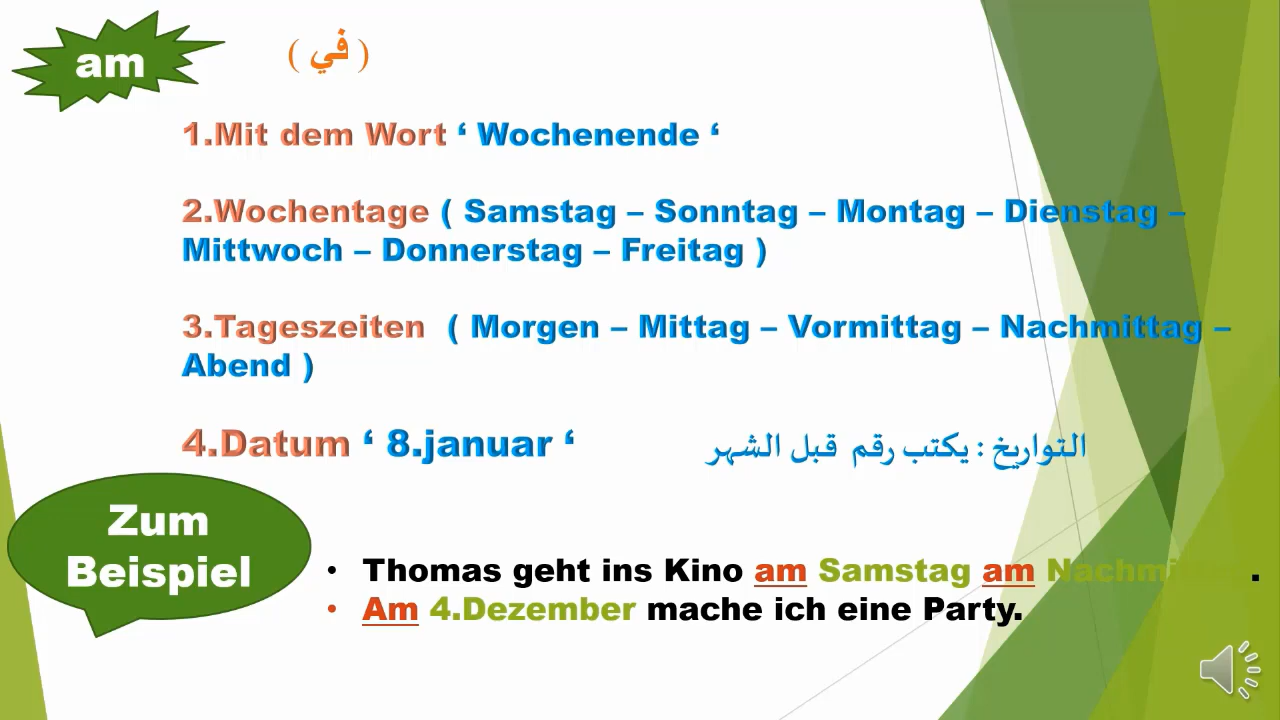 am
( في )
1.Mit dem Wort ‘ Wochenende ‘
2.Wochentage ( Samstag – Sonntag – Montag – Dienstag –
Mittwoch – Donnerstag – Freitag )
3.Tageszeiten ( Morgen – Mittag – Vormittag – Nachmittag –
Abend )
4.Datum ‘ 8.januar ‘
التواريخ : يكتب رقم قبل الشهر
Zum
Beispiel
• Thomas geht ins Kino am Samstag am Nachmittag .
• Am 4.Dezember mache ich eine Party.